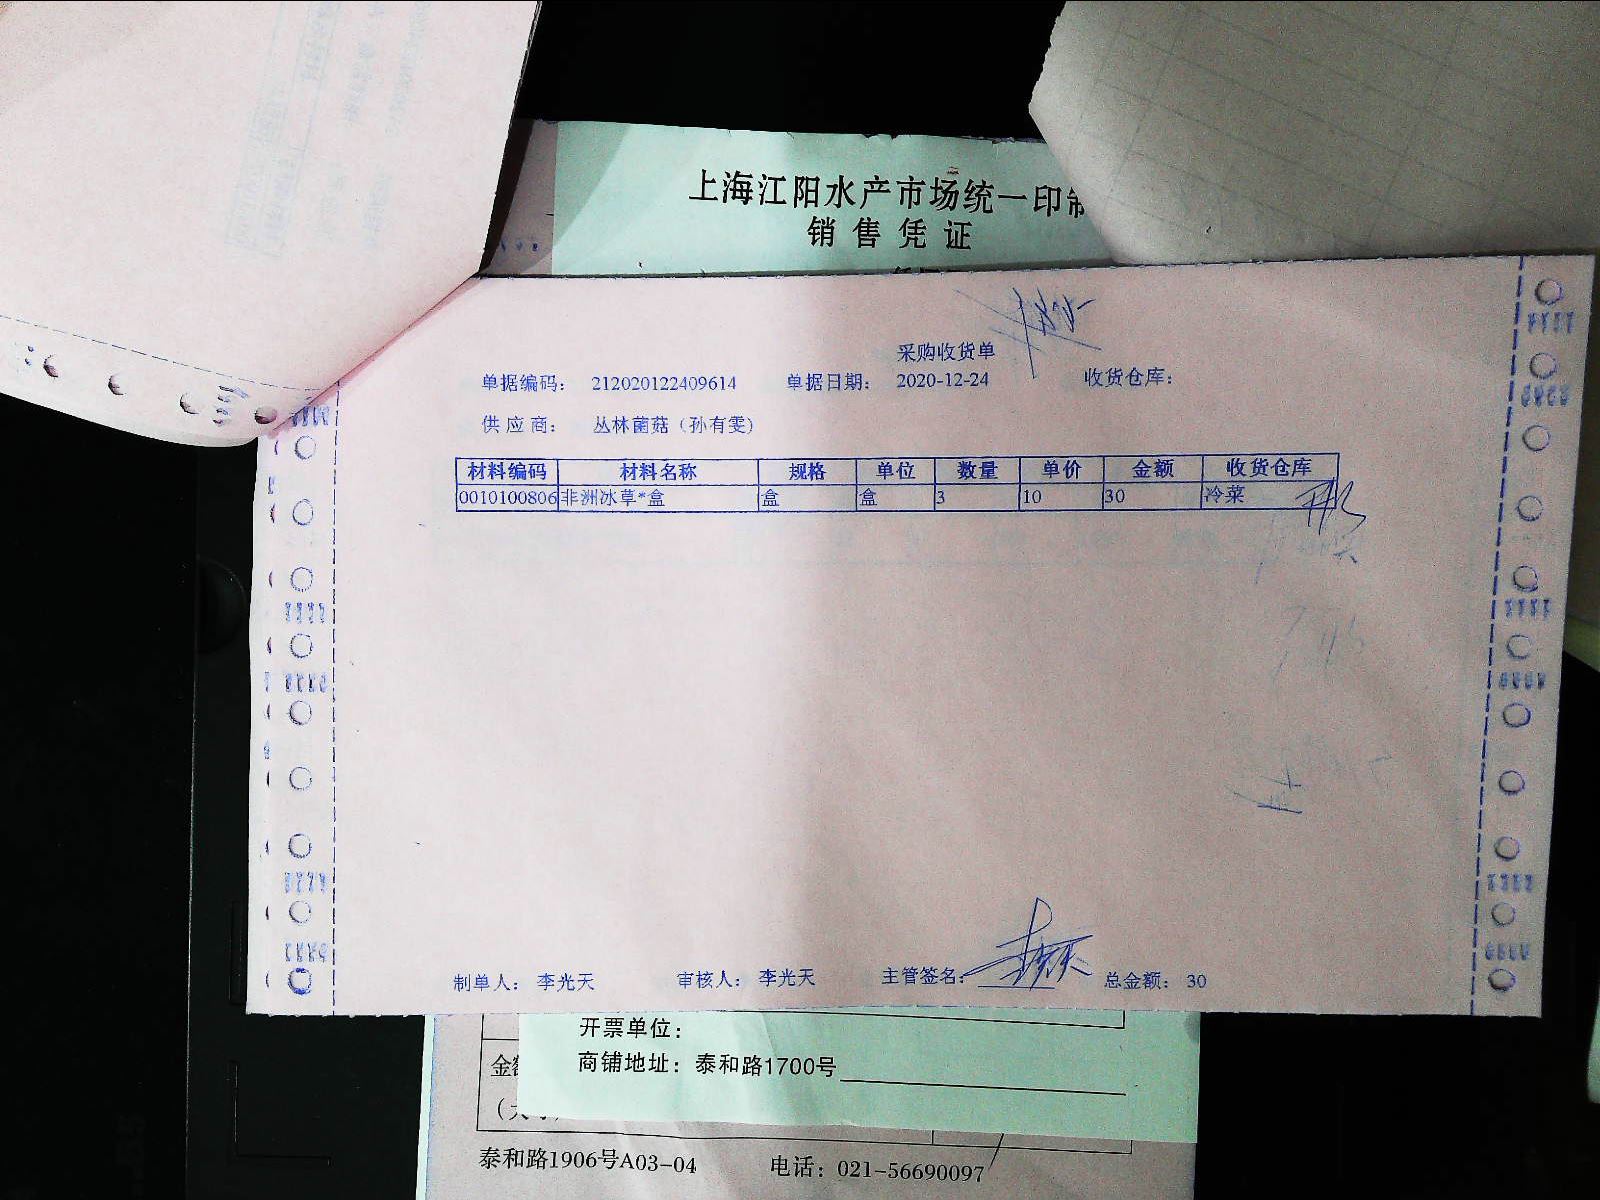 上海江阳水产市场统一印制
销售凭证
采购收货单
单据编码： 212020122409614 单据日期： 2020-12-24 收货仓库：
供应商： 丛林菌菇（孙有雯）
材料编码 材料名称 规格 单位 数量 单价 金额 收货仓库
0010100806 非洲冰草*盒 盒 盒 3 10 30 冷菜
制单人： 李光天 审核人： 李光天 主管签名： 总金额： 30
开票单位：
商铺地址：泰和路1700号
金额
泰和路1906号A03-04 电话：021-56690097